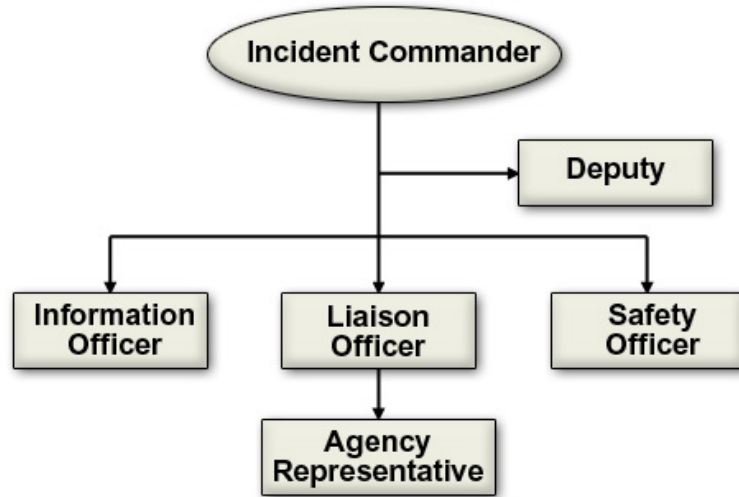 Incident Commander
Deputy
Information
Officer
Liaison
Officer
Safety
Officer
Agency
Representative